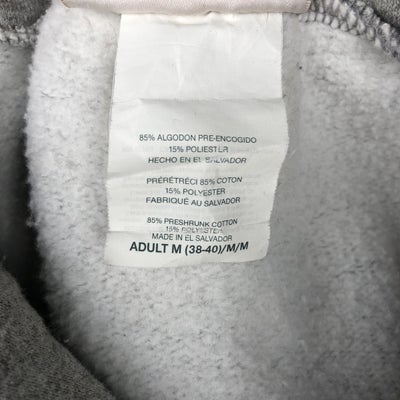 85% ALGODON PRE-ENCOGIDO
15% POLIESTER
HECHO EN EL SALVADOR
PRÉRÉTRÉCI 85% COTON
15% POLYESTER
FABRIQUÉ AU SALVADOR
85% PRESHRUNK COTTON
15% POLYESTER
MADE IN EL SALVADOR
ADULT M (38-40)/M/M